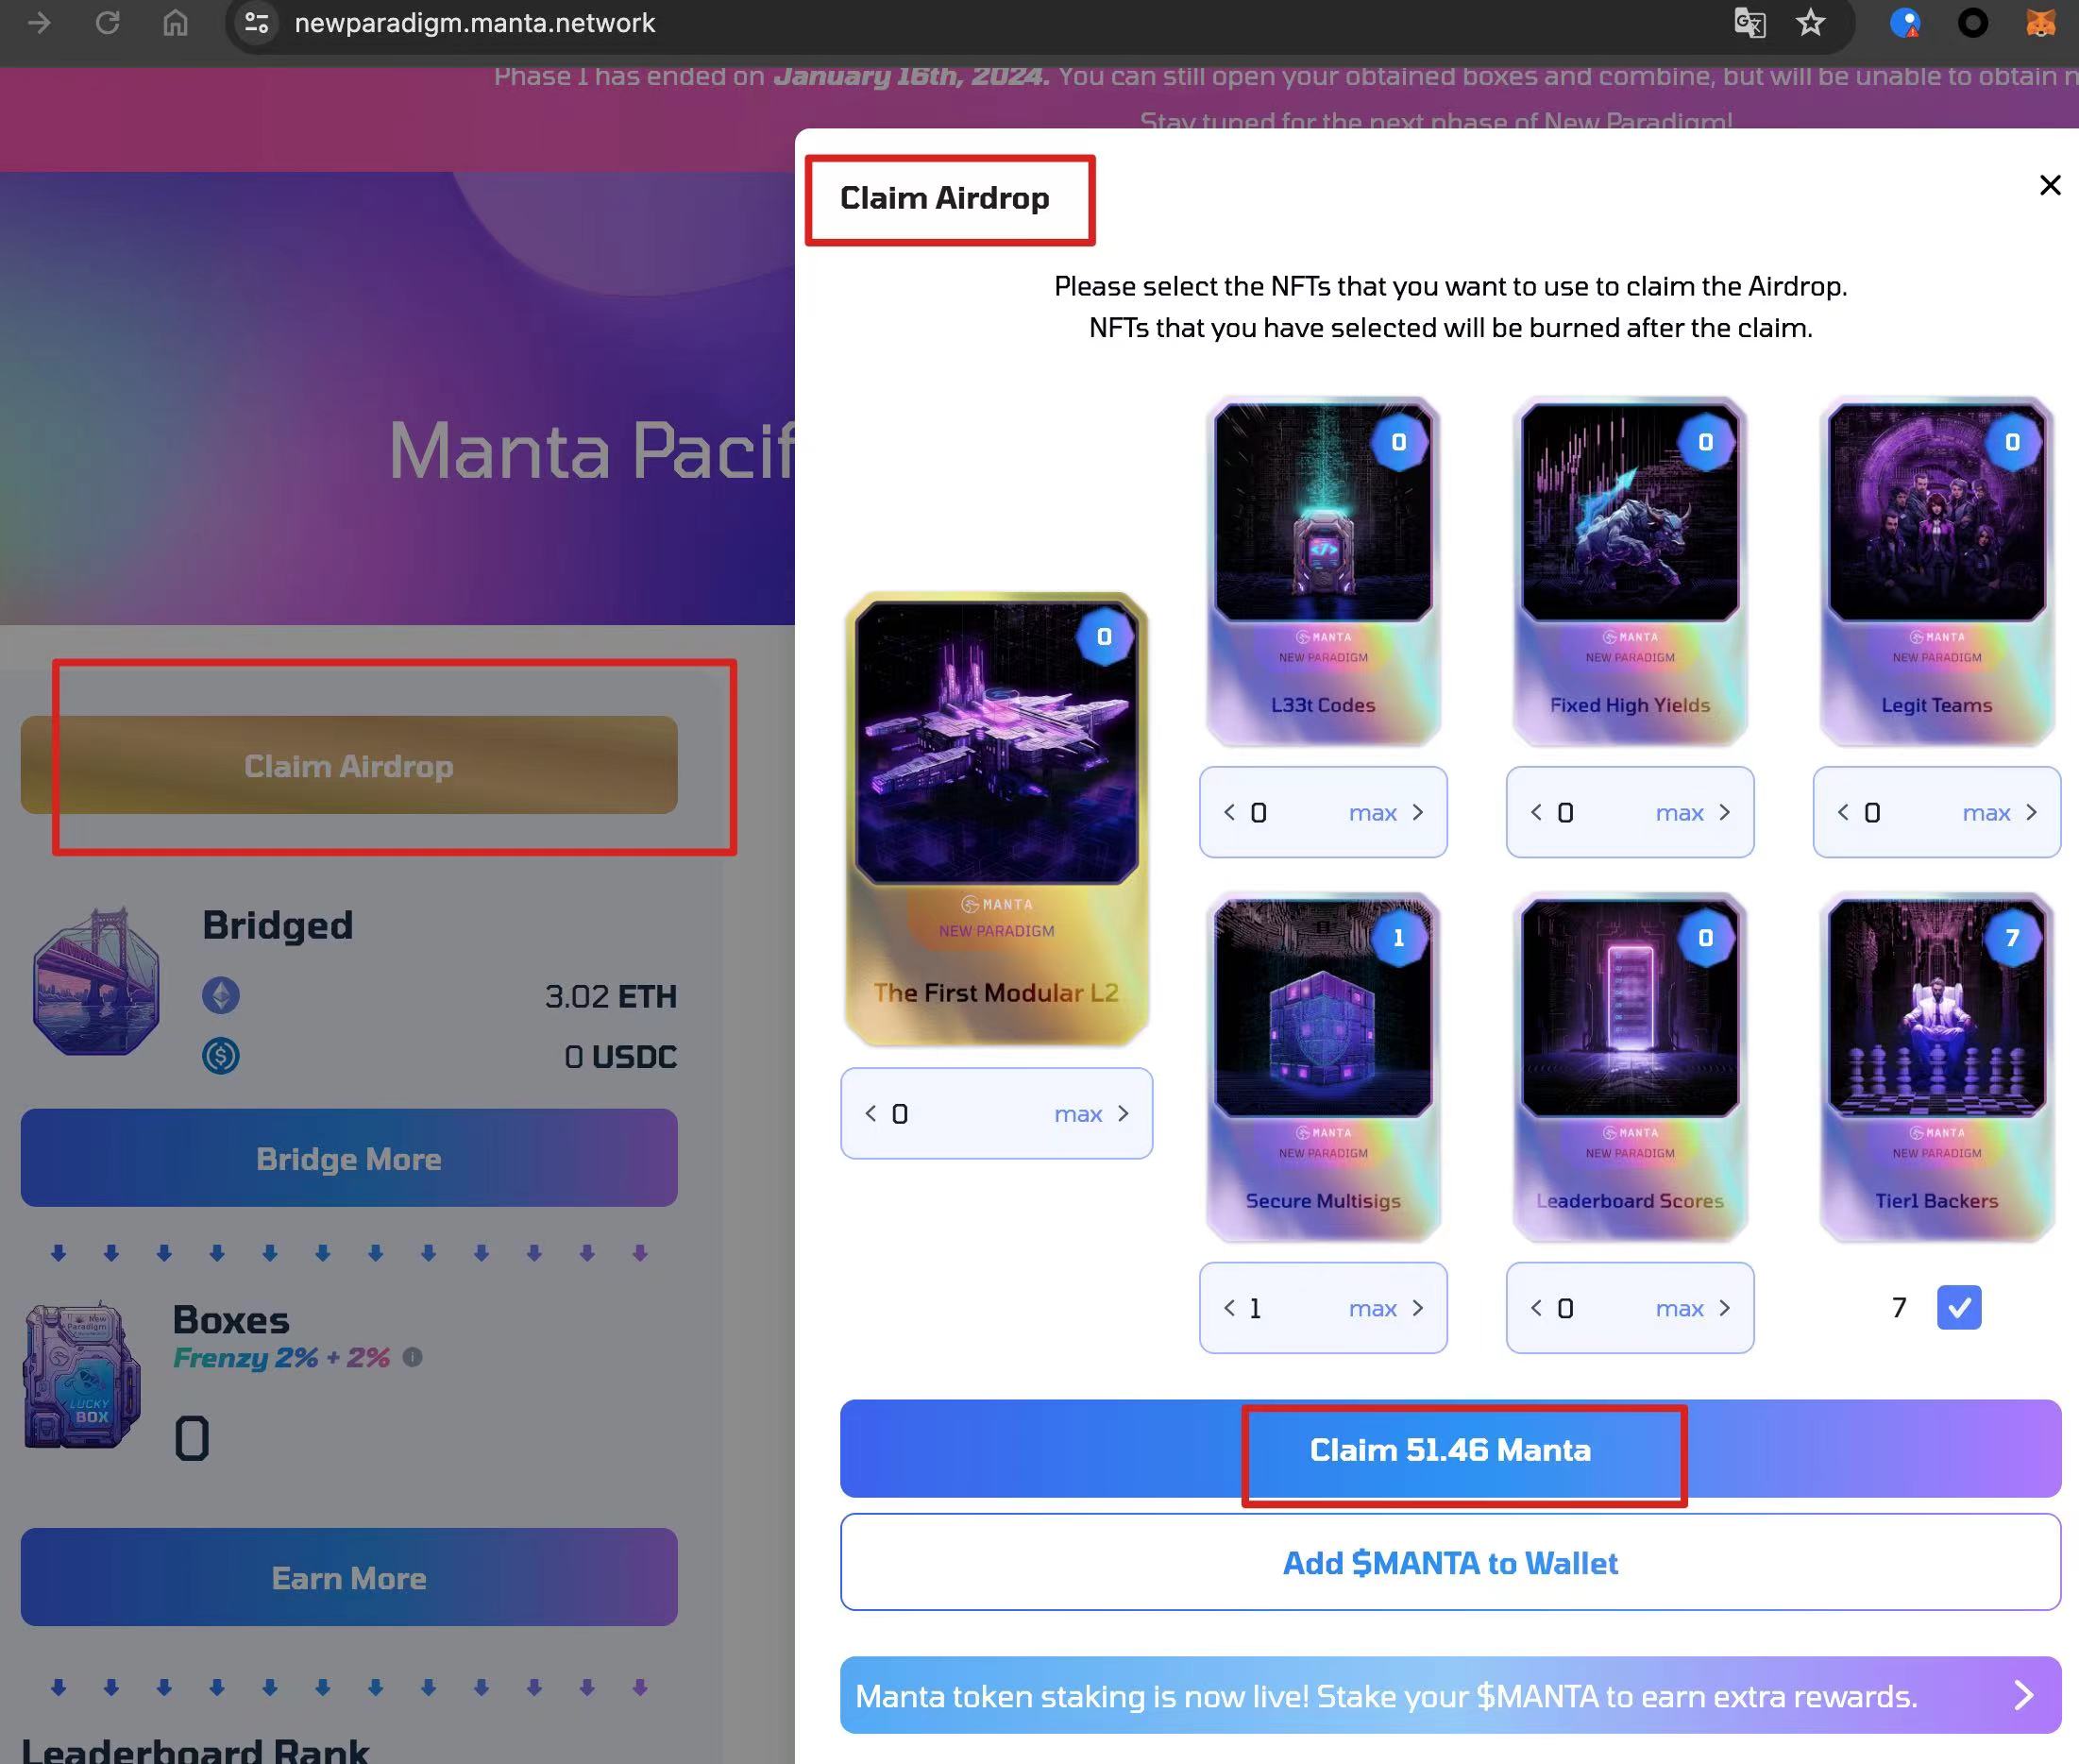 newparadigm.manta.network
Phase 1 has ended on January 16th, 2024. You can still open your obtained boxes and combine, but will be unable to obtain n
Stay tuned for the next phase of New Paradigm!
Manta Pacif
Claim Airdrop
Bridged
3.02 ETH
0 USDC
Bridge More
New
Paradigm
LUCKY
BOX
Boxes
Frenzy 2% + 2%
0
Earn More
Leaderboard Rank
Claim Airdrop
Please select the NFTs that you want to use to claim the Airdrop.
NFTs that you have selected will be burned after the claim.
0
MANTA
NEW PARADIGM
The First Modular L2
< 0 max >
0
</>
MANTA
NEW PARADIGM
L33t Codes
< 0 max >
0
MANTA
NEW PARADIGM
Fixed High Yields
< 0 max >
0
MANTA
NEW PARADIGM
Legit Teams
< 0 max >
1
MANTA
NEW PARADIGM
Secure Multisigs
< 1 max >
0
MANTA
NEW PARADIGM
Leaderboard Scores
< 0 max >
7
MANTA
NEW PARADIGM
Tier1 Backers
7
Claim 51.46 Manta
Add $MANTA to Wallet
Manta token staking is now live! Stake your $MANTA to earn extra rewards.